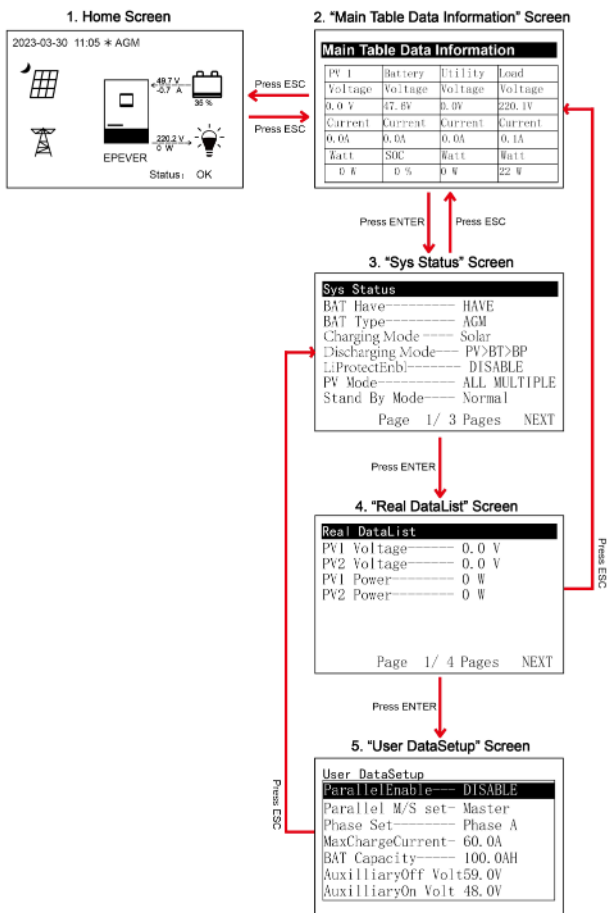 1. Home Screen
2023-03-30 11:05 ＊ AGM
49.7 V
-0.7 A
35 %
220.2 V
0 W
EPEVER
Status: OK
Press ESC
Press ESC
2. "Main Table Data Information" Screen
Main Table Data Information
PV 1 Battery Utility Load
Voltage Voltage Voltage Voltage
0.0 V 47.6V 0.0V 220.1V
Current Current Current Current
0.0A 0.0A 0.0A 0.1A
Watt SOC Watt Watt
0 W 0 % 0 W 22 W
Press ENTER
Press ESC
3. "Sys Status" Screen
Sys Status
BAT Have--------- HAVE
BAT Type--------- AGM
Charging Mode ---- Solar
Discharging Mode--- PV>BT>BP
LiProtectEnbl------- DISABLE
PV Mode--------- ALL MULTIPLE
Stand By Mode---- Normal
Page 1/ 3 Pages NEXT
Press ENTER
4. "Real DataList" Screen
Real DataList
PV1 Voltage------ 0.0 V
PV2 Voltage------ 0.0 V
PV1 Power-------- 0 W
PV2 Power-------- 0 W
Page 1/ 4 Pages NEXT
Press ESC
Press ENTER
5. "User DataSetup" Screen
User DataSetup
ParallelEnable--- DISABLE
Parallel M/S set- Master
Phase Set-------- Phase A
MaxChargeCurrent- 60.0A
BAT Capacity----- 100.0AH
AuxilliaryOff Volt59.0V
AuxilliaryOn Volt 48.0V
Press ESC